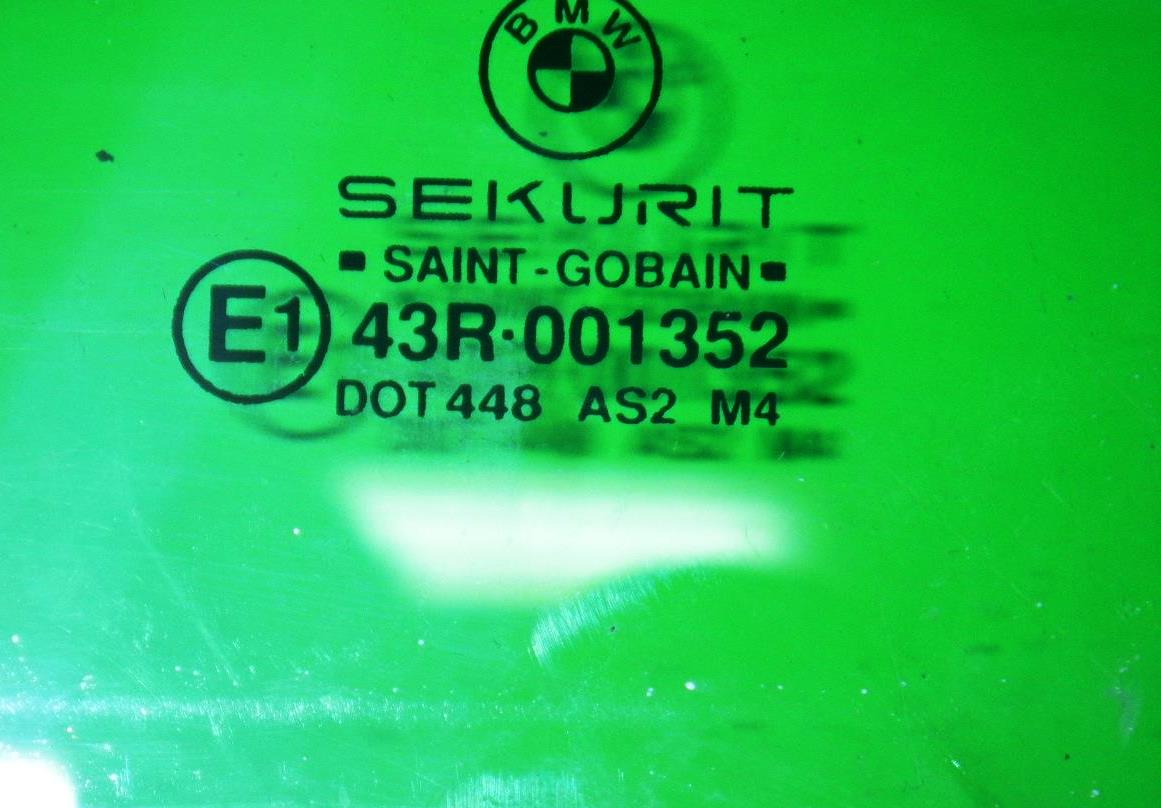 BMW
SEKURIT
▪ SAINT-GOBAIN ▪
E1 43R·001352
DOT 448 AS2 M4